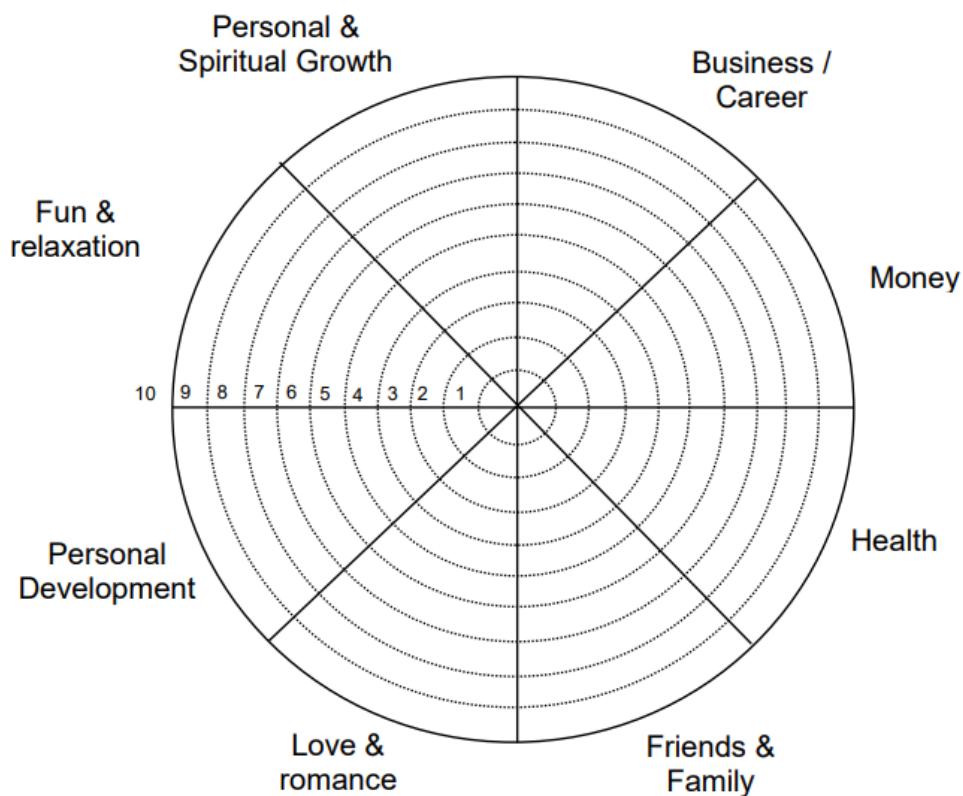 Personal &
Spiritual Growth
Business /
Career
Fun &
relaxation
Money
10 9 8 7 6 5 4 3 2 1
Personal
Development
Health
Love &
romance
Friends &
Family